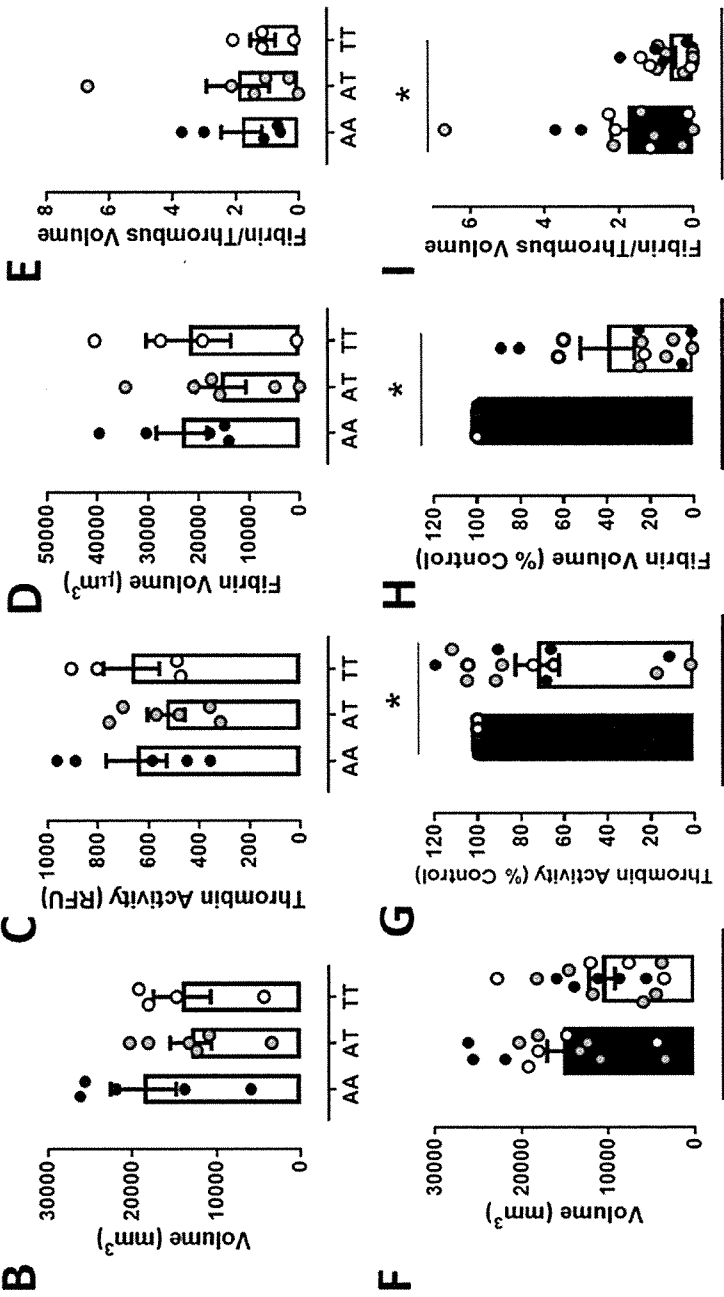 B
Volume (mm³)
30000
20000
10000
0
AA
AT
TT
C
Thrombin Activity (RFU)
1000
800
600
400
200
0
AA
AT
TT
D
Fibrin Volume (μm³)
50000
40000
30000
20000
10000
0
AA
AT
TT
E
Fibrin/Thrombus Volume
8
6
4
2
0
AA
AT
TT
F
Volume (mm³)
30000
20000
10000
0
G
Thrombin Activity (% Control)
120
100
80
60
40
20
0
*
H
Fibrin Volume (% Control)
120
100
80
60
40
20
0
*
I
Fibrin/Thrombus Volume
6
4
2
0
*